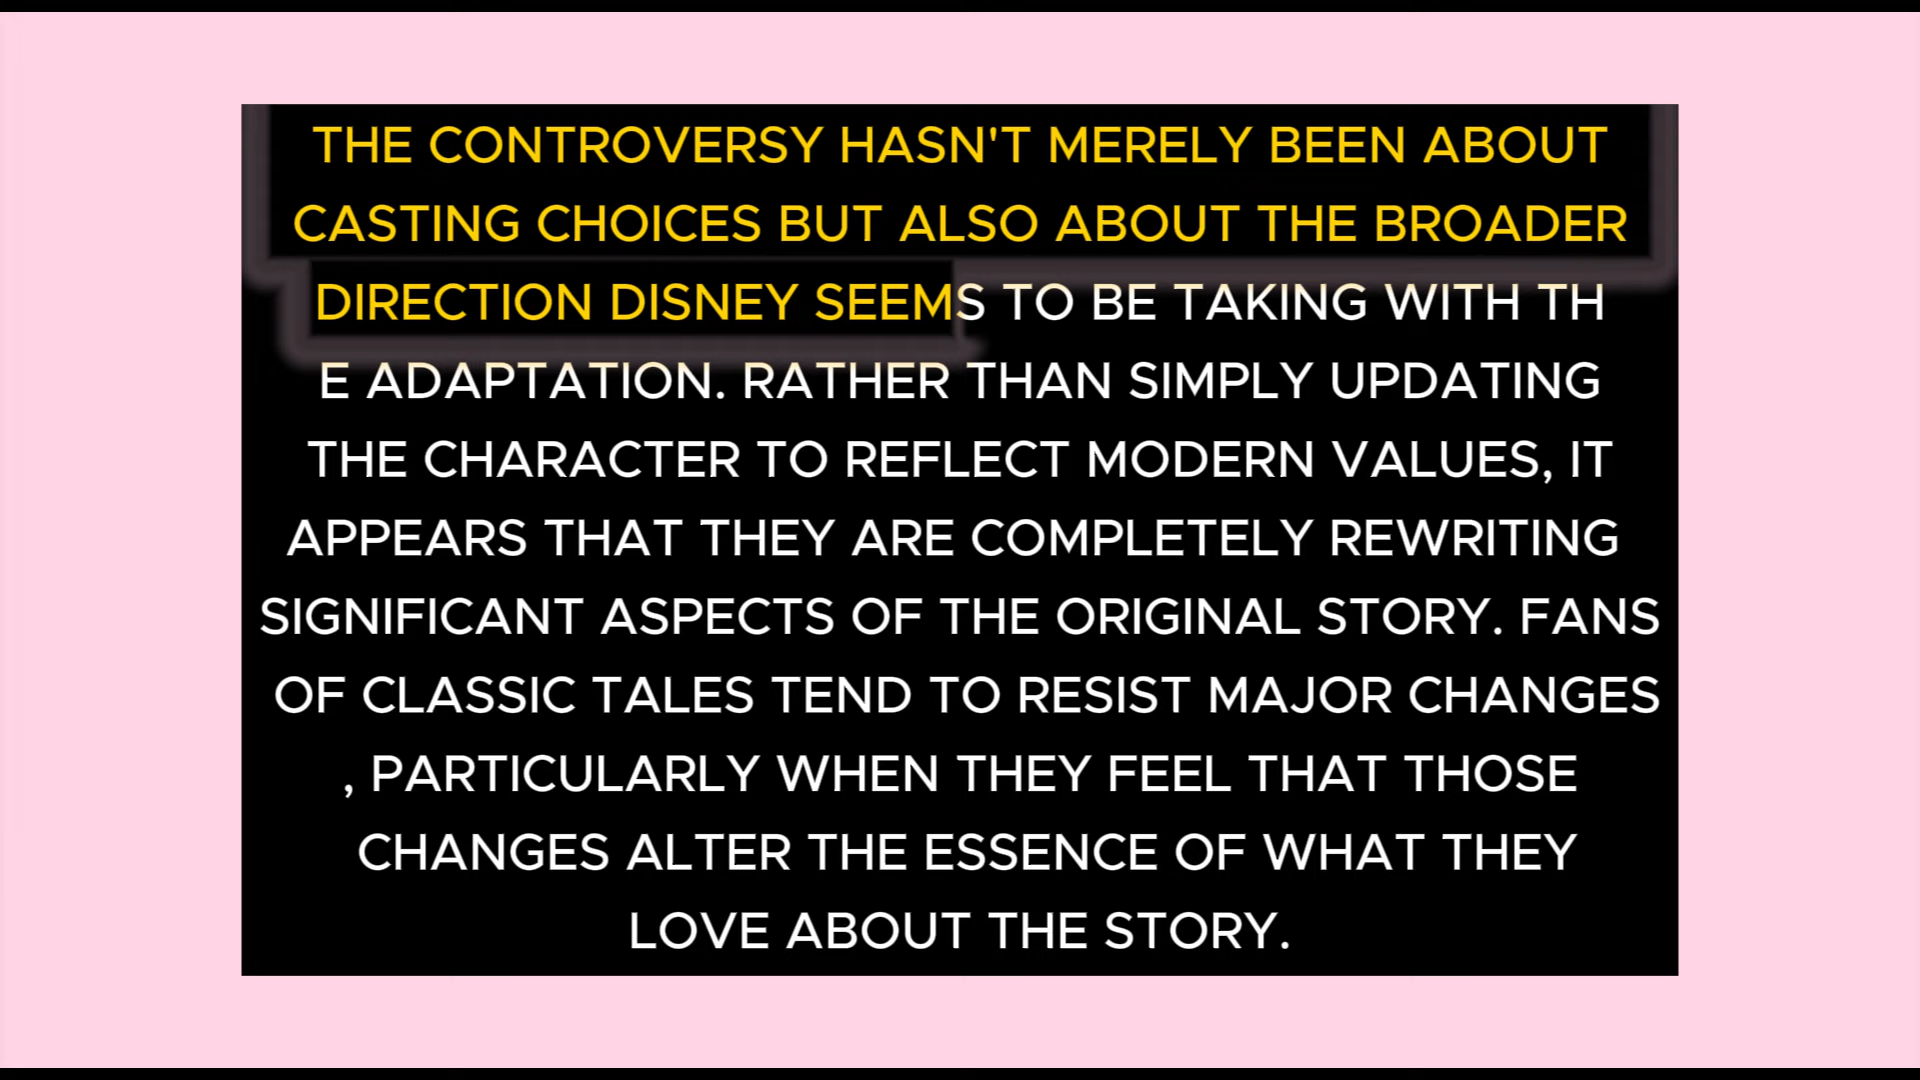 THE CONTROVERSY HASN'T MERELY BEEN ABOUT
CASTING CHOICES BUT ALSO ABOUT THE BROADER
DIRECTION DISNEY SEEMS TO BE TAKING WITH TH
E ADAPTATION. RATHER THAN SIMPLY UPDATING
THE CHARACTER TO REFLECT MODERN VALUES, IT
APPEARS THAT THEY ARE COMPLETELY REWRITING
SIGNIFICANT ASPECTS OF THE ORIGINAL STORY. FANS
OF CLASSIC TALES TEND TO RESIST MAJOR CHANGES
, PARTICULARLY WHEN THEY FEEL THAT THOSE
CHANGES ALTER THE ESSENCE OF WHAT THEY
LOVE ABOUT THE STORY.